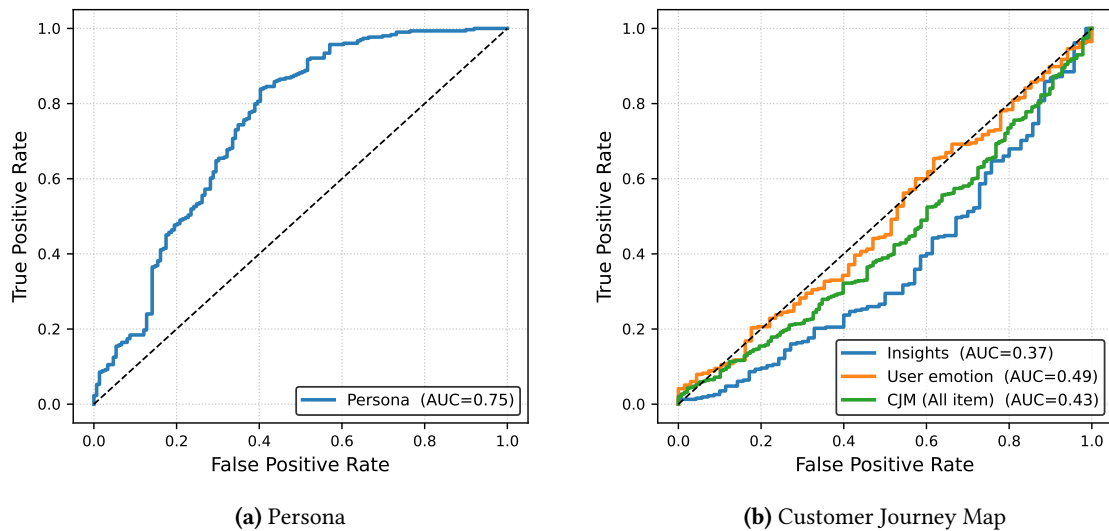 1.0
0.8
0.6
0.4
0.2
0.0
True Positive Rate
0.0 0.2 0.4 0.6 0.8 1.0
False Positive Rate
Persona (AUC=0.75)
(a) Persona
1.0
0.8
0.6
0.4
0.2
0.0
True Positive Rate
0.0 0.2 0.4 0.6 0.8 1.0
False Positive Rate
Insights (AUC=0.37)
User emotion (AUC=0.49)
CJM (All item) (AUC=0.43)
(b) Customer Journey Map